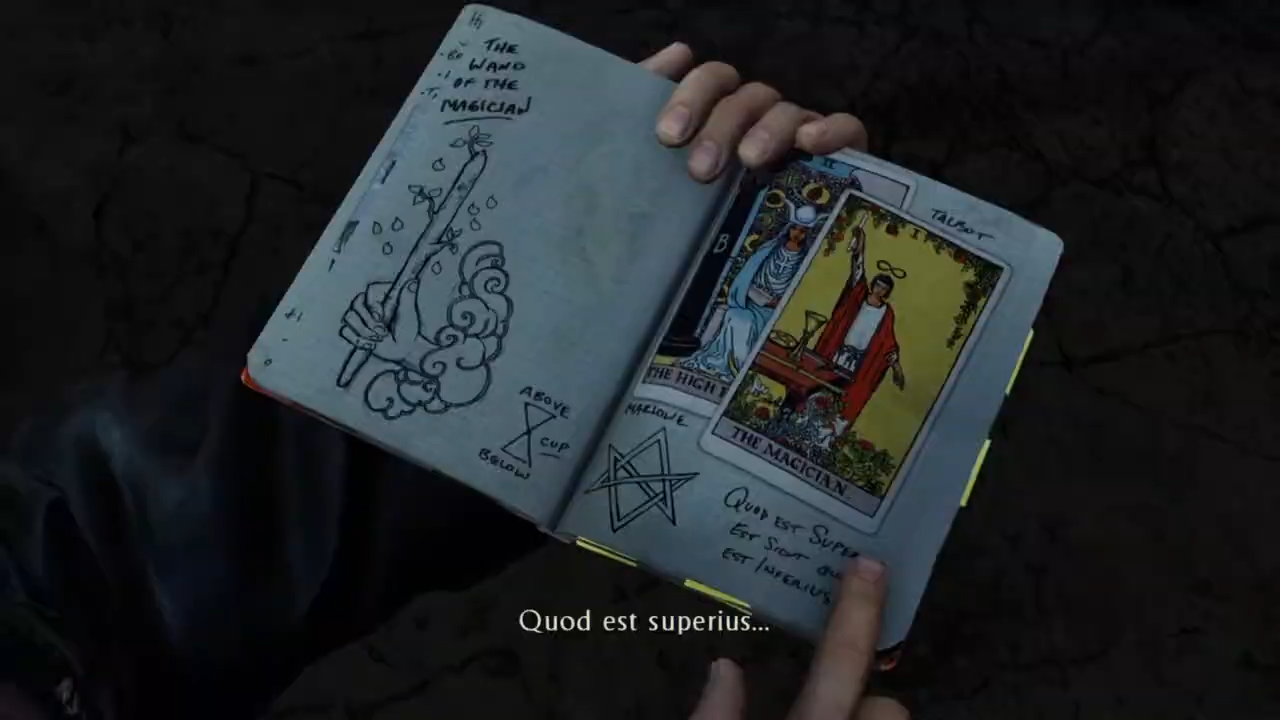 THE
WAND
OF THE
MAGICIAN
ABOVE
CUP
BELOW
TALBOT
II
B
THE HIGH
I
THE MAGICIAN.
MARLOWE
QUOD EST
EST SICUT
EST INFERIUS
Quod est superius...